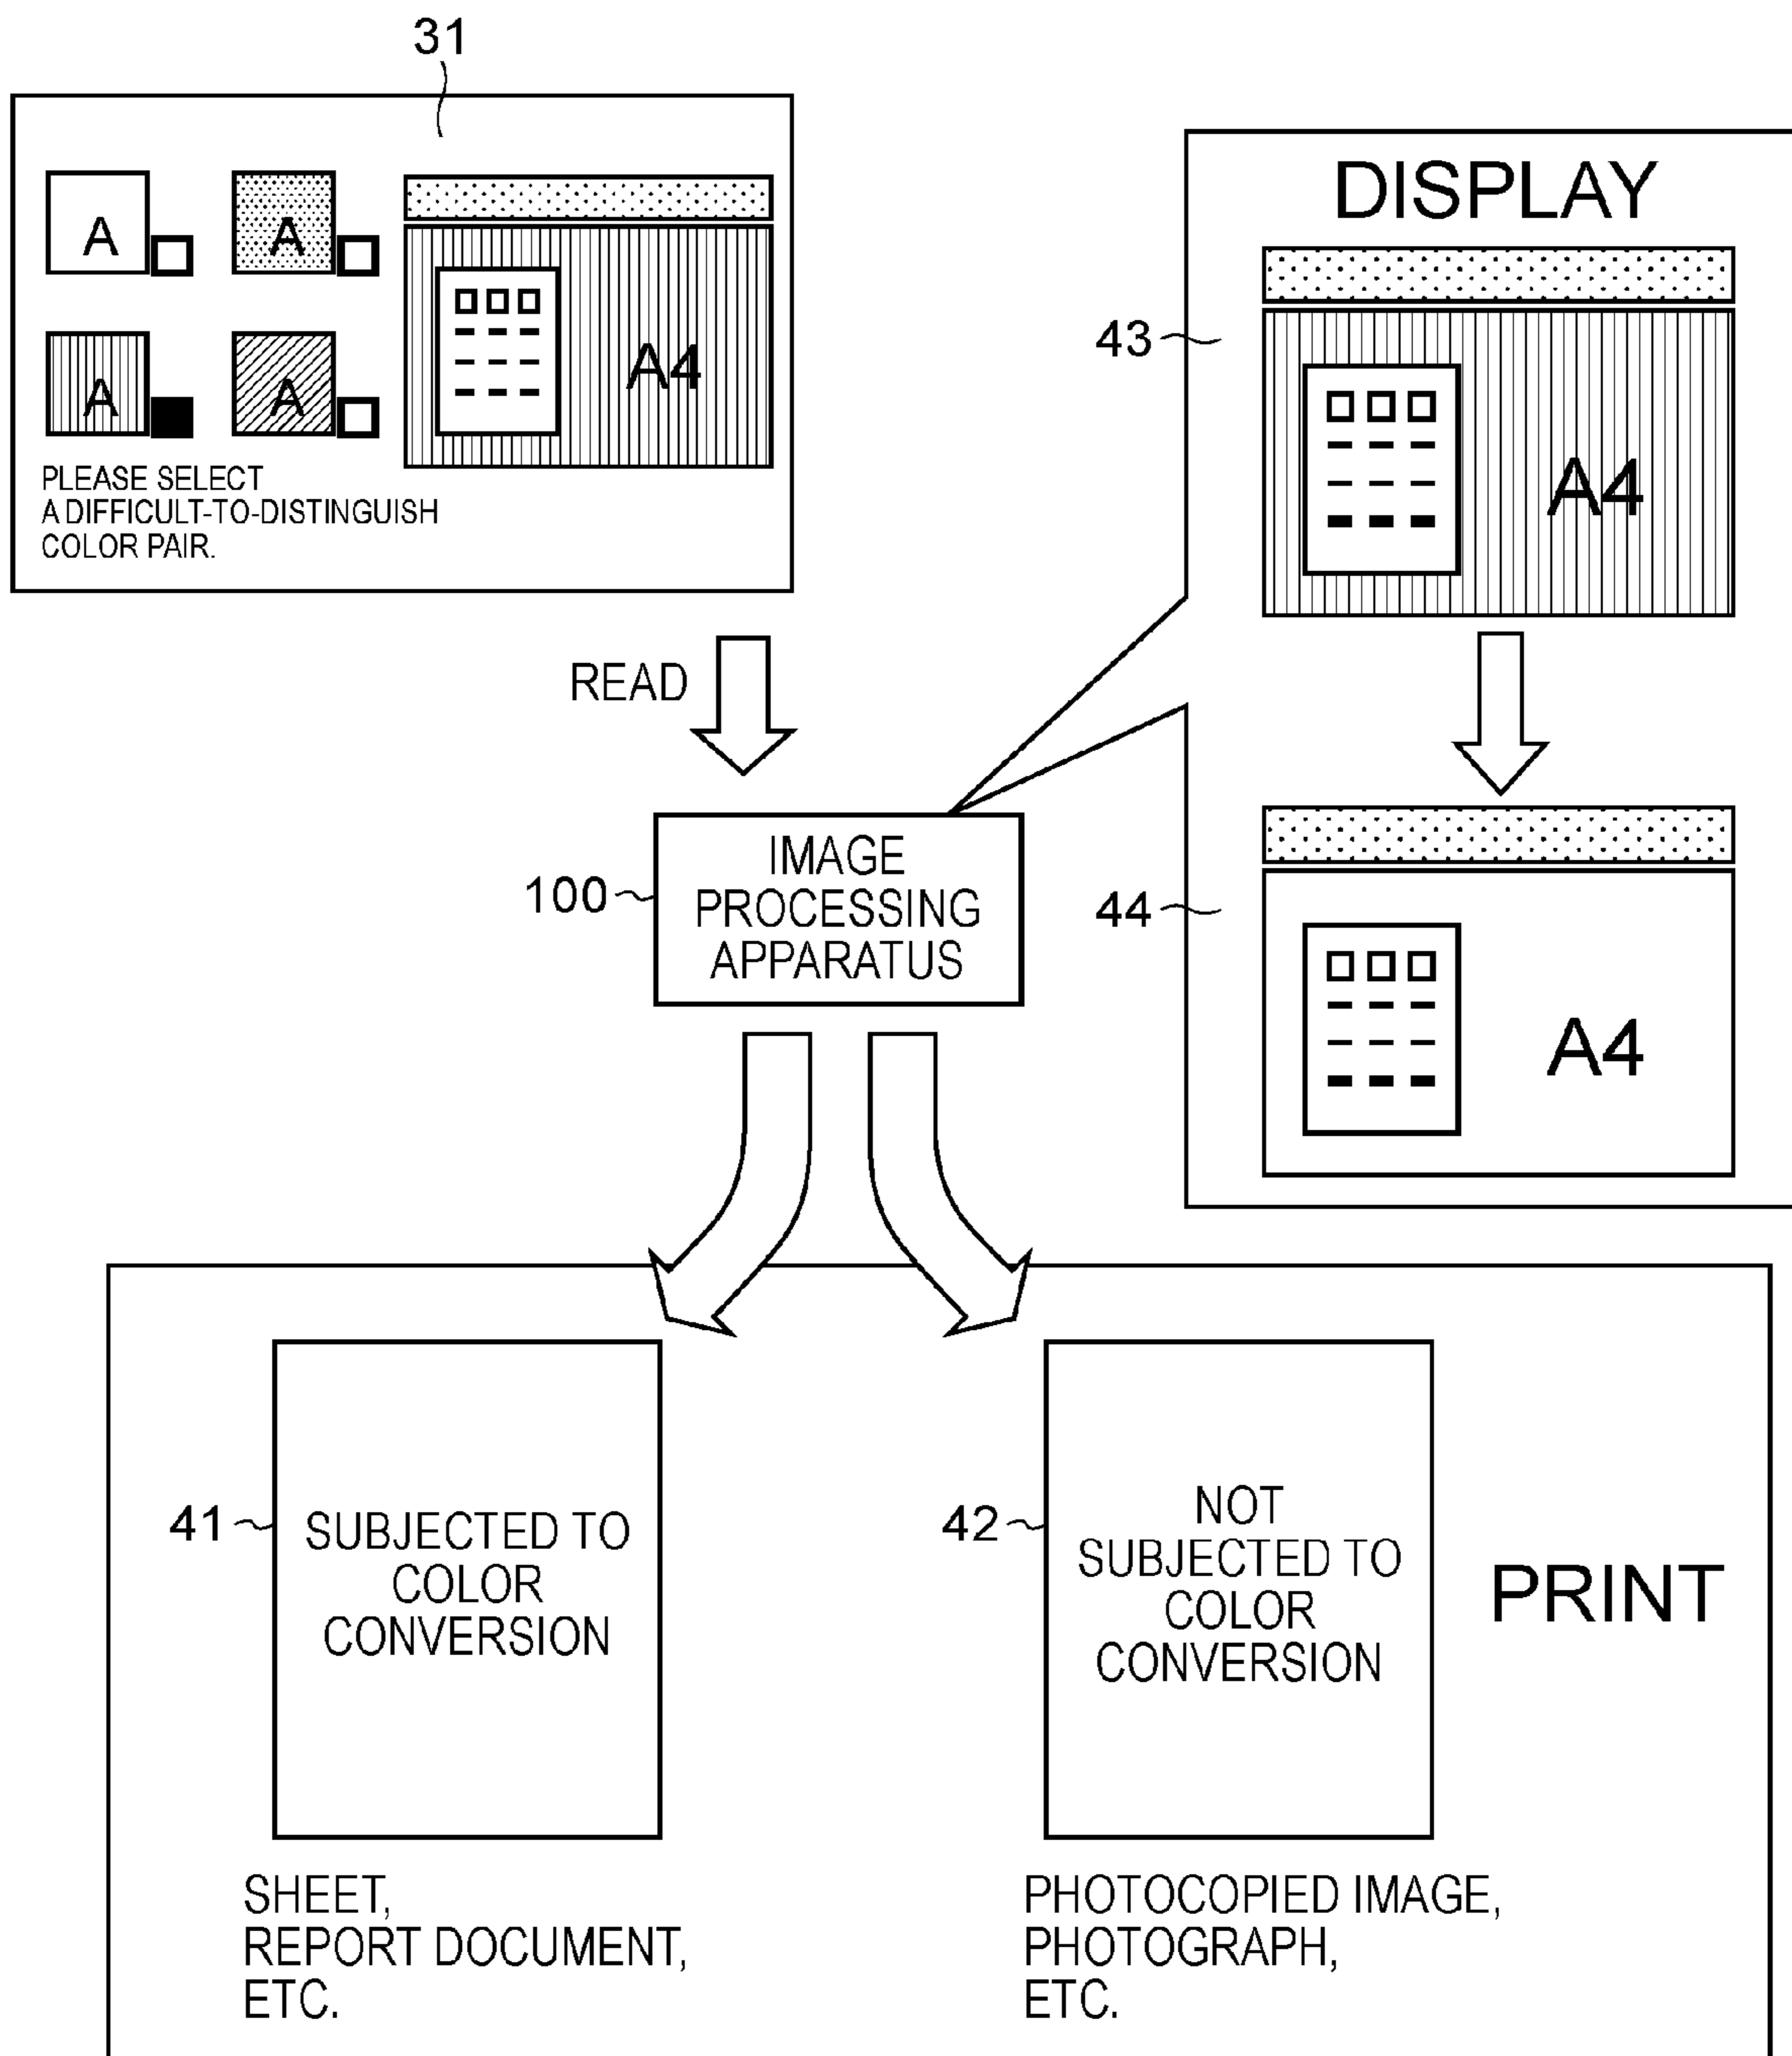 31
A
A
A
A
A4
PLEASE SELECT
A DIFFICULT-TO-DISTINGUISH
COLOR PAIR.
READ
DISPLAY
43
A4
44
A4
100
IMAGE
PROCESSING
APPARATUS
41
SUBJECTED TO
COLOR
CONVERSION
42
NOT
SUBJECTED TO
COLOR
CONVERSION
PRINT
SHEET,
REPORT DOCUMENT,
ETC.
PHOTOCOPIED IMAGE,
PHOTOGRAPH,
ETC.